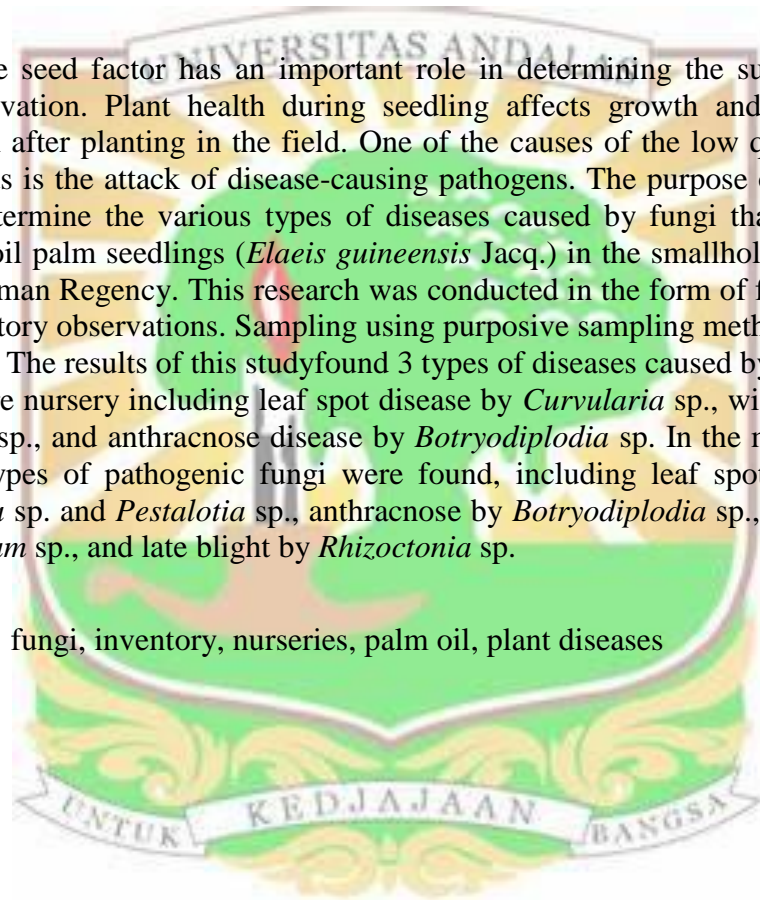 UNIVERSITAS ANDALAS
e seed factor has an important role in determining the su
vation. Plant health during seedling affects growth and
after planting in the field. One of the causes of the low q
s is the attack of disease-causing pathogens. The purpose
termine the various types of diseases caused by fungi tha
oil palm seedlings (Elaeis guineensis Jacq.) in the smallhol
man Regency. This research was conducted in the form of f
tory observations. Sampling using purposive sampling meth
The results of this studyfound 3 types of diseases caused by
e nursery including leaf spot disease by Curvularia sp., wi
sp., and anthracnose disease by Botryodiplodia sp. In the
ypes of pathogenic fungi were found, including leaf spot
sp. and Pestalotia sp., anthracnose by Botryodiplodia sp.,
m sp., and late blight by Rhizoctonia sp.
fungi, inventory, nurseries, palm oil, plant diseases
UNTUK KEDJAJAAN BANGSA